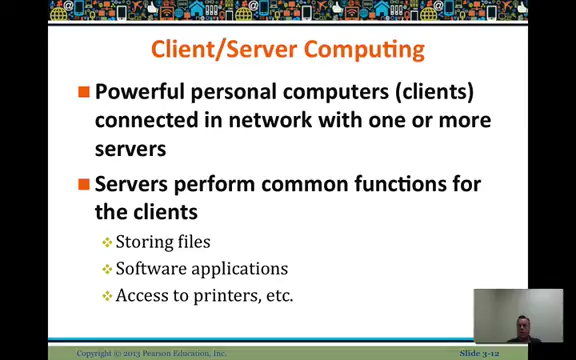 Client/Server Computing
■ Powerful personal computers (clients)
connected in network with one or more
servers
■ Servers perform common functions for
the clients
❖ Storing files
❖ Software applications
❖ Access to printers, etc.
Copyright © 2013 Pearson Education, Inc.
Slide 3-12